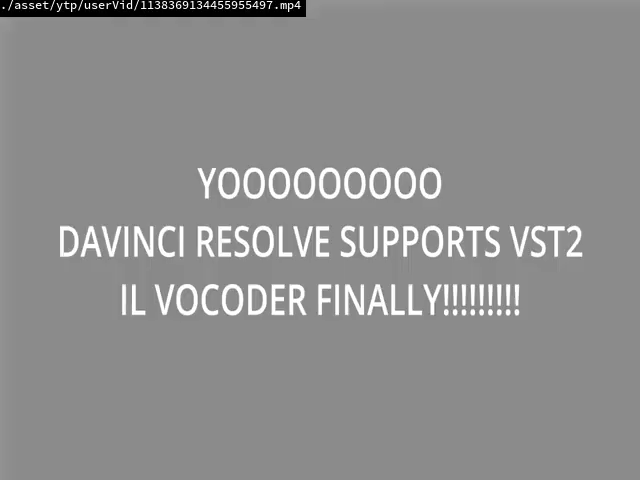 ./asset/ytp/userVid/1138369134455955497.mp4
YOOOOOOOOO
DAVINCI RESOLVE SUPPORTS VST2
IL VOCODER FINALLY!!!!!!!!!